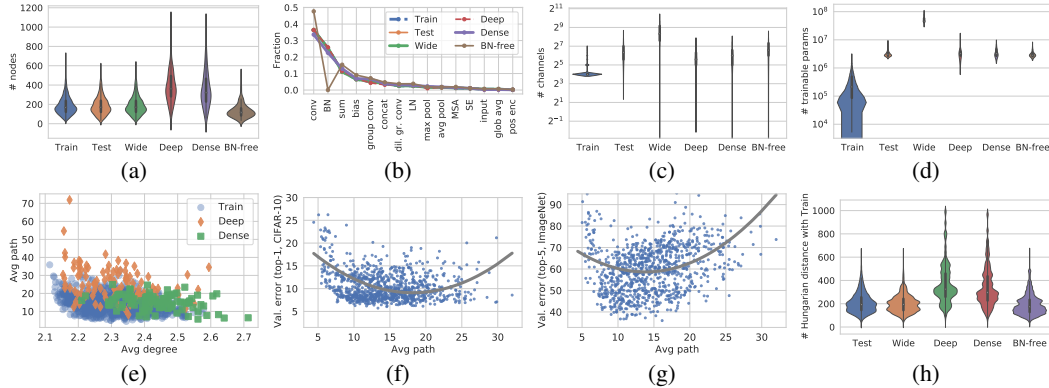 # nodes
1200
1000
800
600
400
200
0
Train Test Wide Deep Dense BN-free
(a)
Fraction
0.5
0.4
0.3
0.2
0.1
0.0
Train Deep
Test Dense
Wide BN-free
conv BN sum bias group conv concat dil. gr. conv LN max pool avg pool MSA SE input glob avg pos enc
(b)
# channels
2^11
2^9
2^7
2^5
2^3
2^1
2^-1
Train Test Wide Deep Dense BN-free
(c)
# trainable params
10^8
10^7
10^6
10^5
10^4
Train Test Wide Deep Dense BN-free
(d)
Avg path
70
60
50
40
30
20
10
Train
Deep
Dense
2.1 2.2 2.3 2.4 2.5 2.6 2.7
Avg degree
(e)
Val. error (top-1, CIFAR-10)
30
25
20
15
10
5 10 15 20 25 30
Avg path
(f)
Val. error (top-5, ImageNet)
90
80
70
60
50
40
5 10 15 20 25 30
Avg path
(g)
# Hungarian distance with Train
1000
800
600
400
200
0
Test Wide Deep Dense BN-free
(h)